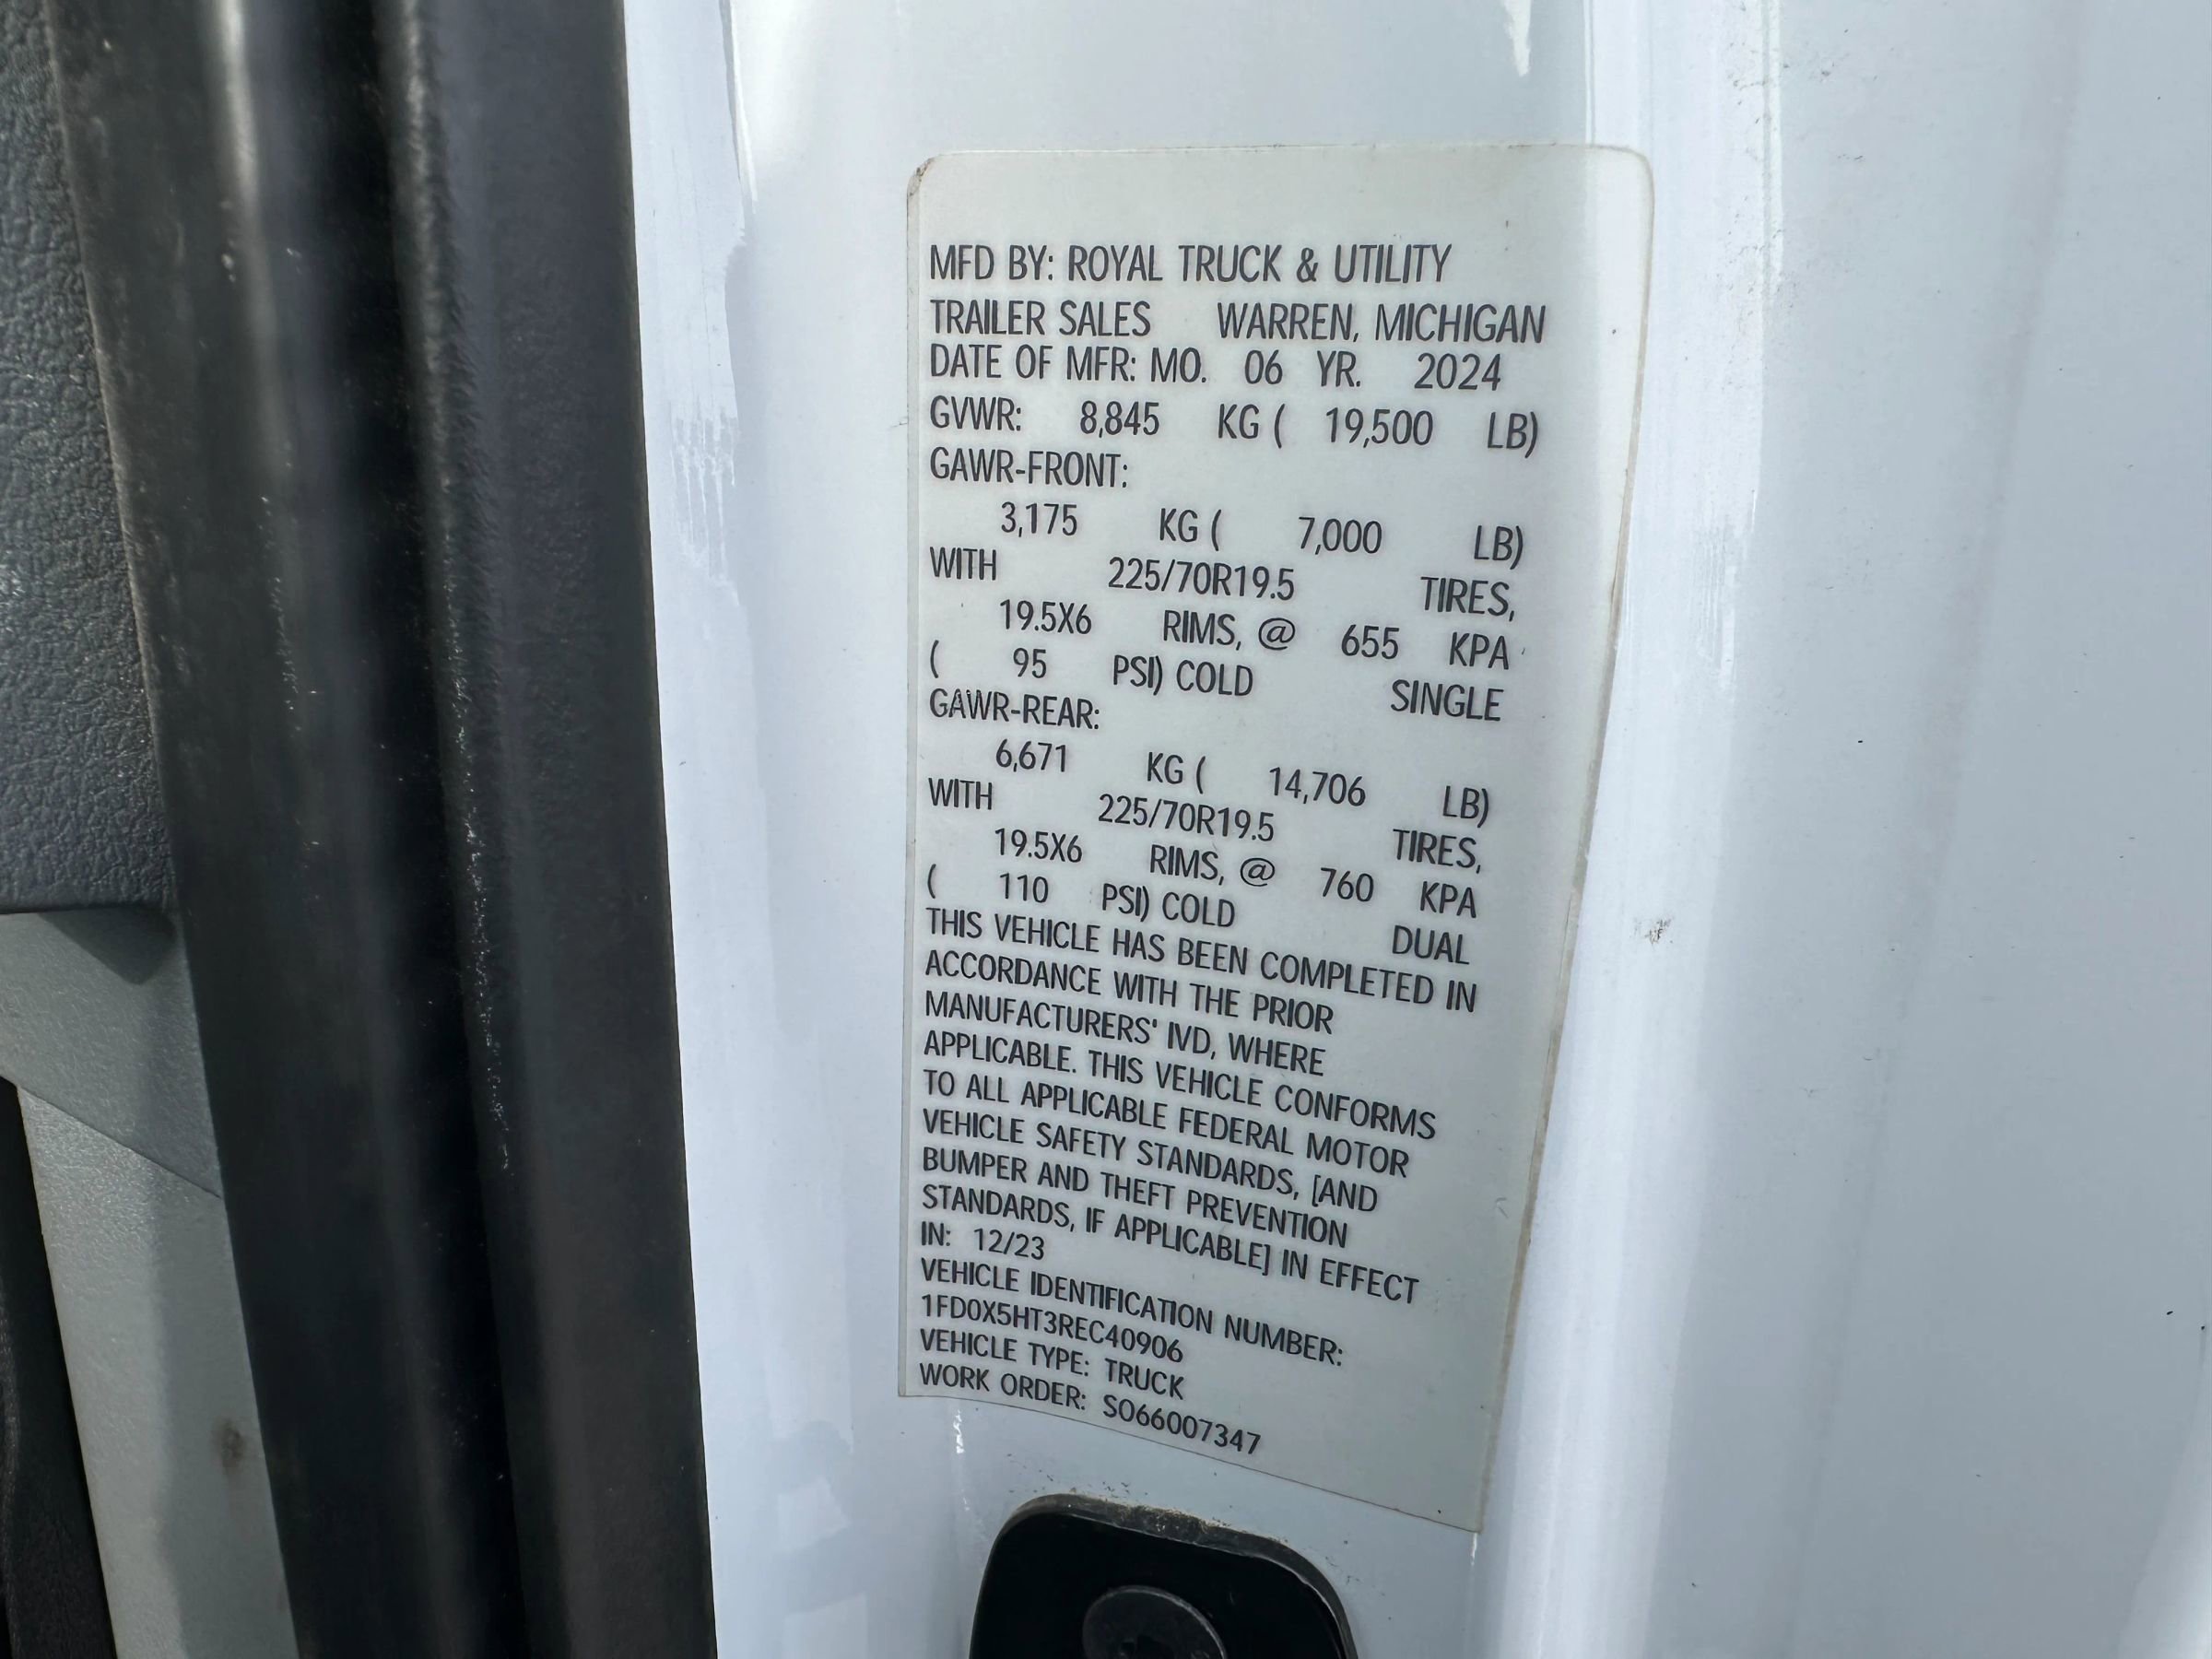 MFD BY: ROYAL TRUCK & UTILITY
TRAILER SALES WARREN, MICHIGAN
DATE OF MFR: MO. 06 YR. 2024
GVWR: 8,845 KG ( 19,500 LB)
GAWR-FRONT:
3,175 KG ( 7,000 LB)
WITH 225/70R19.5 TIRES,
19.5X6 RIMS, @ 655 KPA
( 95 PSI) COLD SINGLE
GAWR-REAR:
6,671 KG ( 14,706 LB)
WITH 225/70R19.5 TIRES,
19.5X6 RIMS, @ 760 KPA
( 110 PSI) COLD DUAL
THIS VEHICLE HAS BEEN COMPLETED IN
ACCORDANCE WITH THE PRIOR
MANUFACTURERS' IVD, WHERE
APPLICABLE. THIS VEHICLE CONFORMS
TO ALL APPLICABLE FEDERAL MOTOR
VEHICLE SAFETY STANDARDS, [AND
BUMPER AND THEFT PREVENTION
STANDARDS, IF APPLICABLE] IN EFFECT
IN: 12/23
VEHICLE IDENTIFICATION NUMBER:
1FD0X5HT3REC40906
VEHICLE TYPE: TRUCK
WORK ORDER: SO66007347